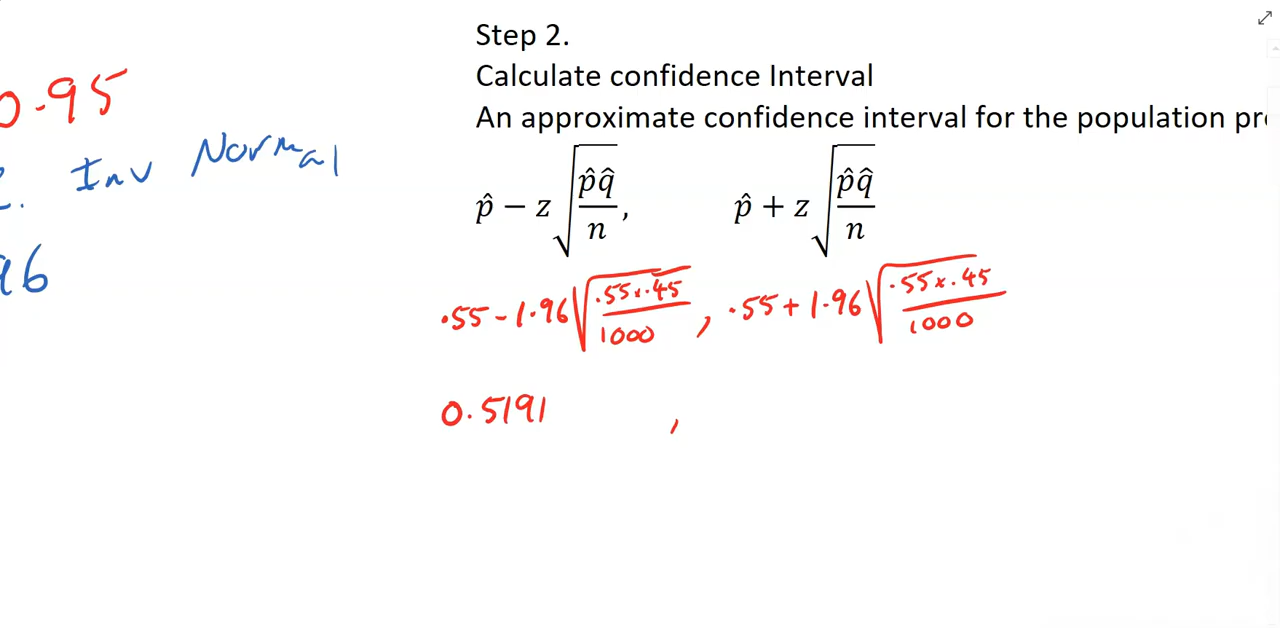 Step 2.
Calculate confidence Interval
An approximate confidence interval for the population pr
p̂ − z √(p̂q̂/n), p̂ + z √(p̂q̂/n)
.55 − 1.96 √(.55×.45/1000) , .55 + 1.96 √(.55×.45/1000)
0.5191 ,
0.95
Inv Normal
96